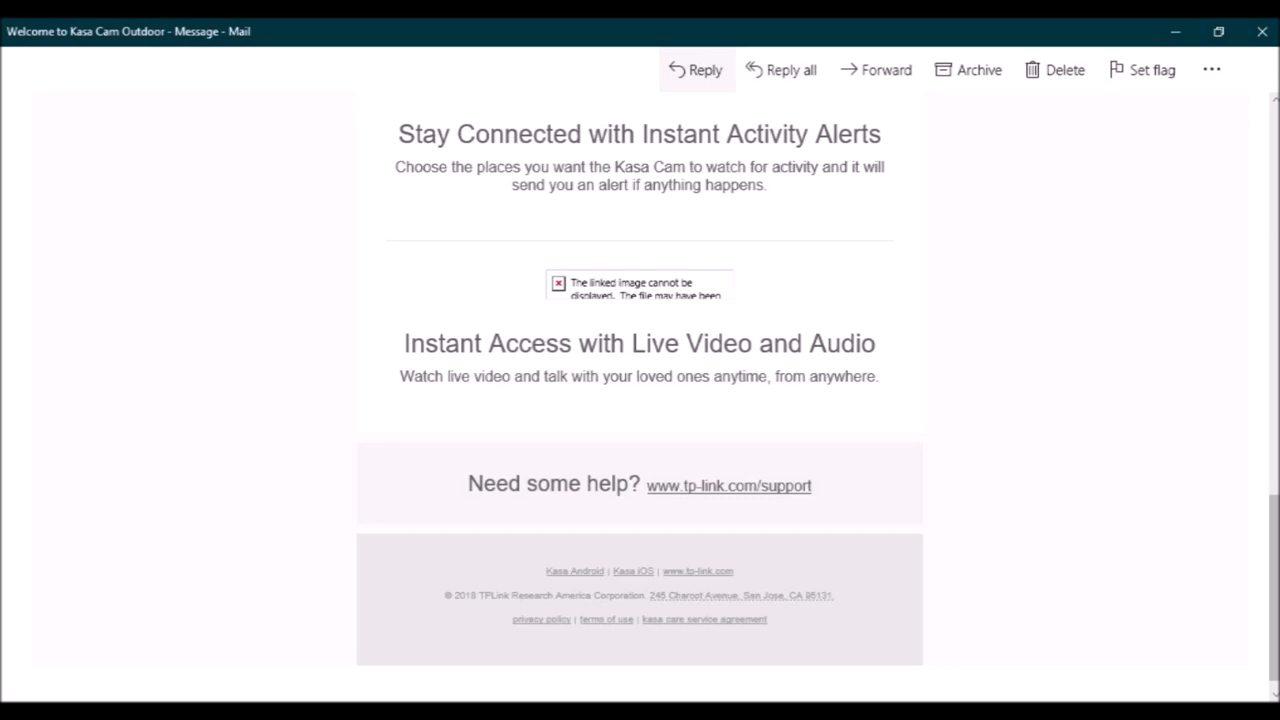 Welcome to Kasa Cam Outdoor - Message - Mail
Reply Reply all Forward Archive Delete Set flag
Stay Connected with Instant Activity Alerts
Choose the places you want the Kasa Cam to watch for activity and it will
send you an alert if anything happens.
The linked image cannot be
displayed. The file may have been
Instant Access with Live Video and Audio
Watch live video and talk with your loved ones anytime, from anywhere.
Need some help? www.tp-link.com/support
Kasa Android | Kasa iOS | www.tp-link.com
© 2018 TPLink Research America Corporation. 245 Charcot Avenue, San Jose, CA 95131.
privacy policy | terms of use | kasa care service agreement